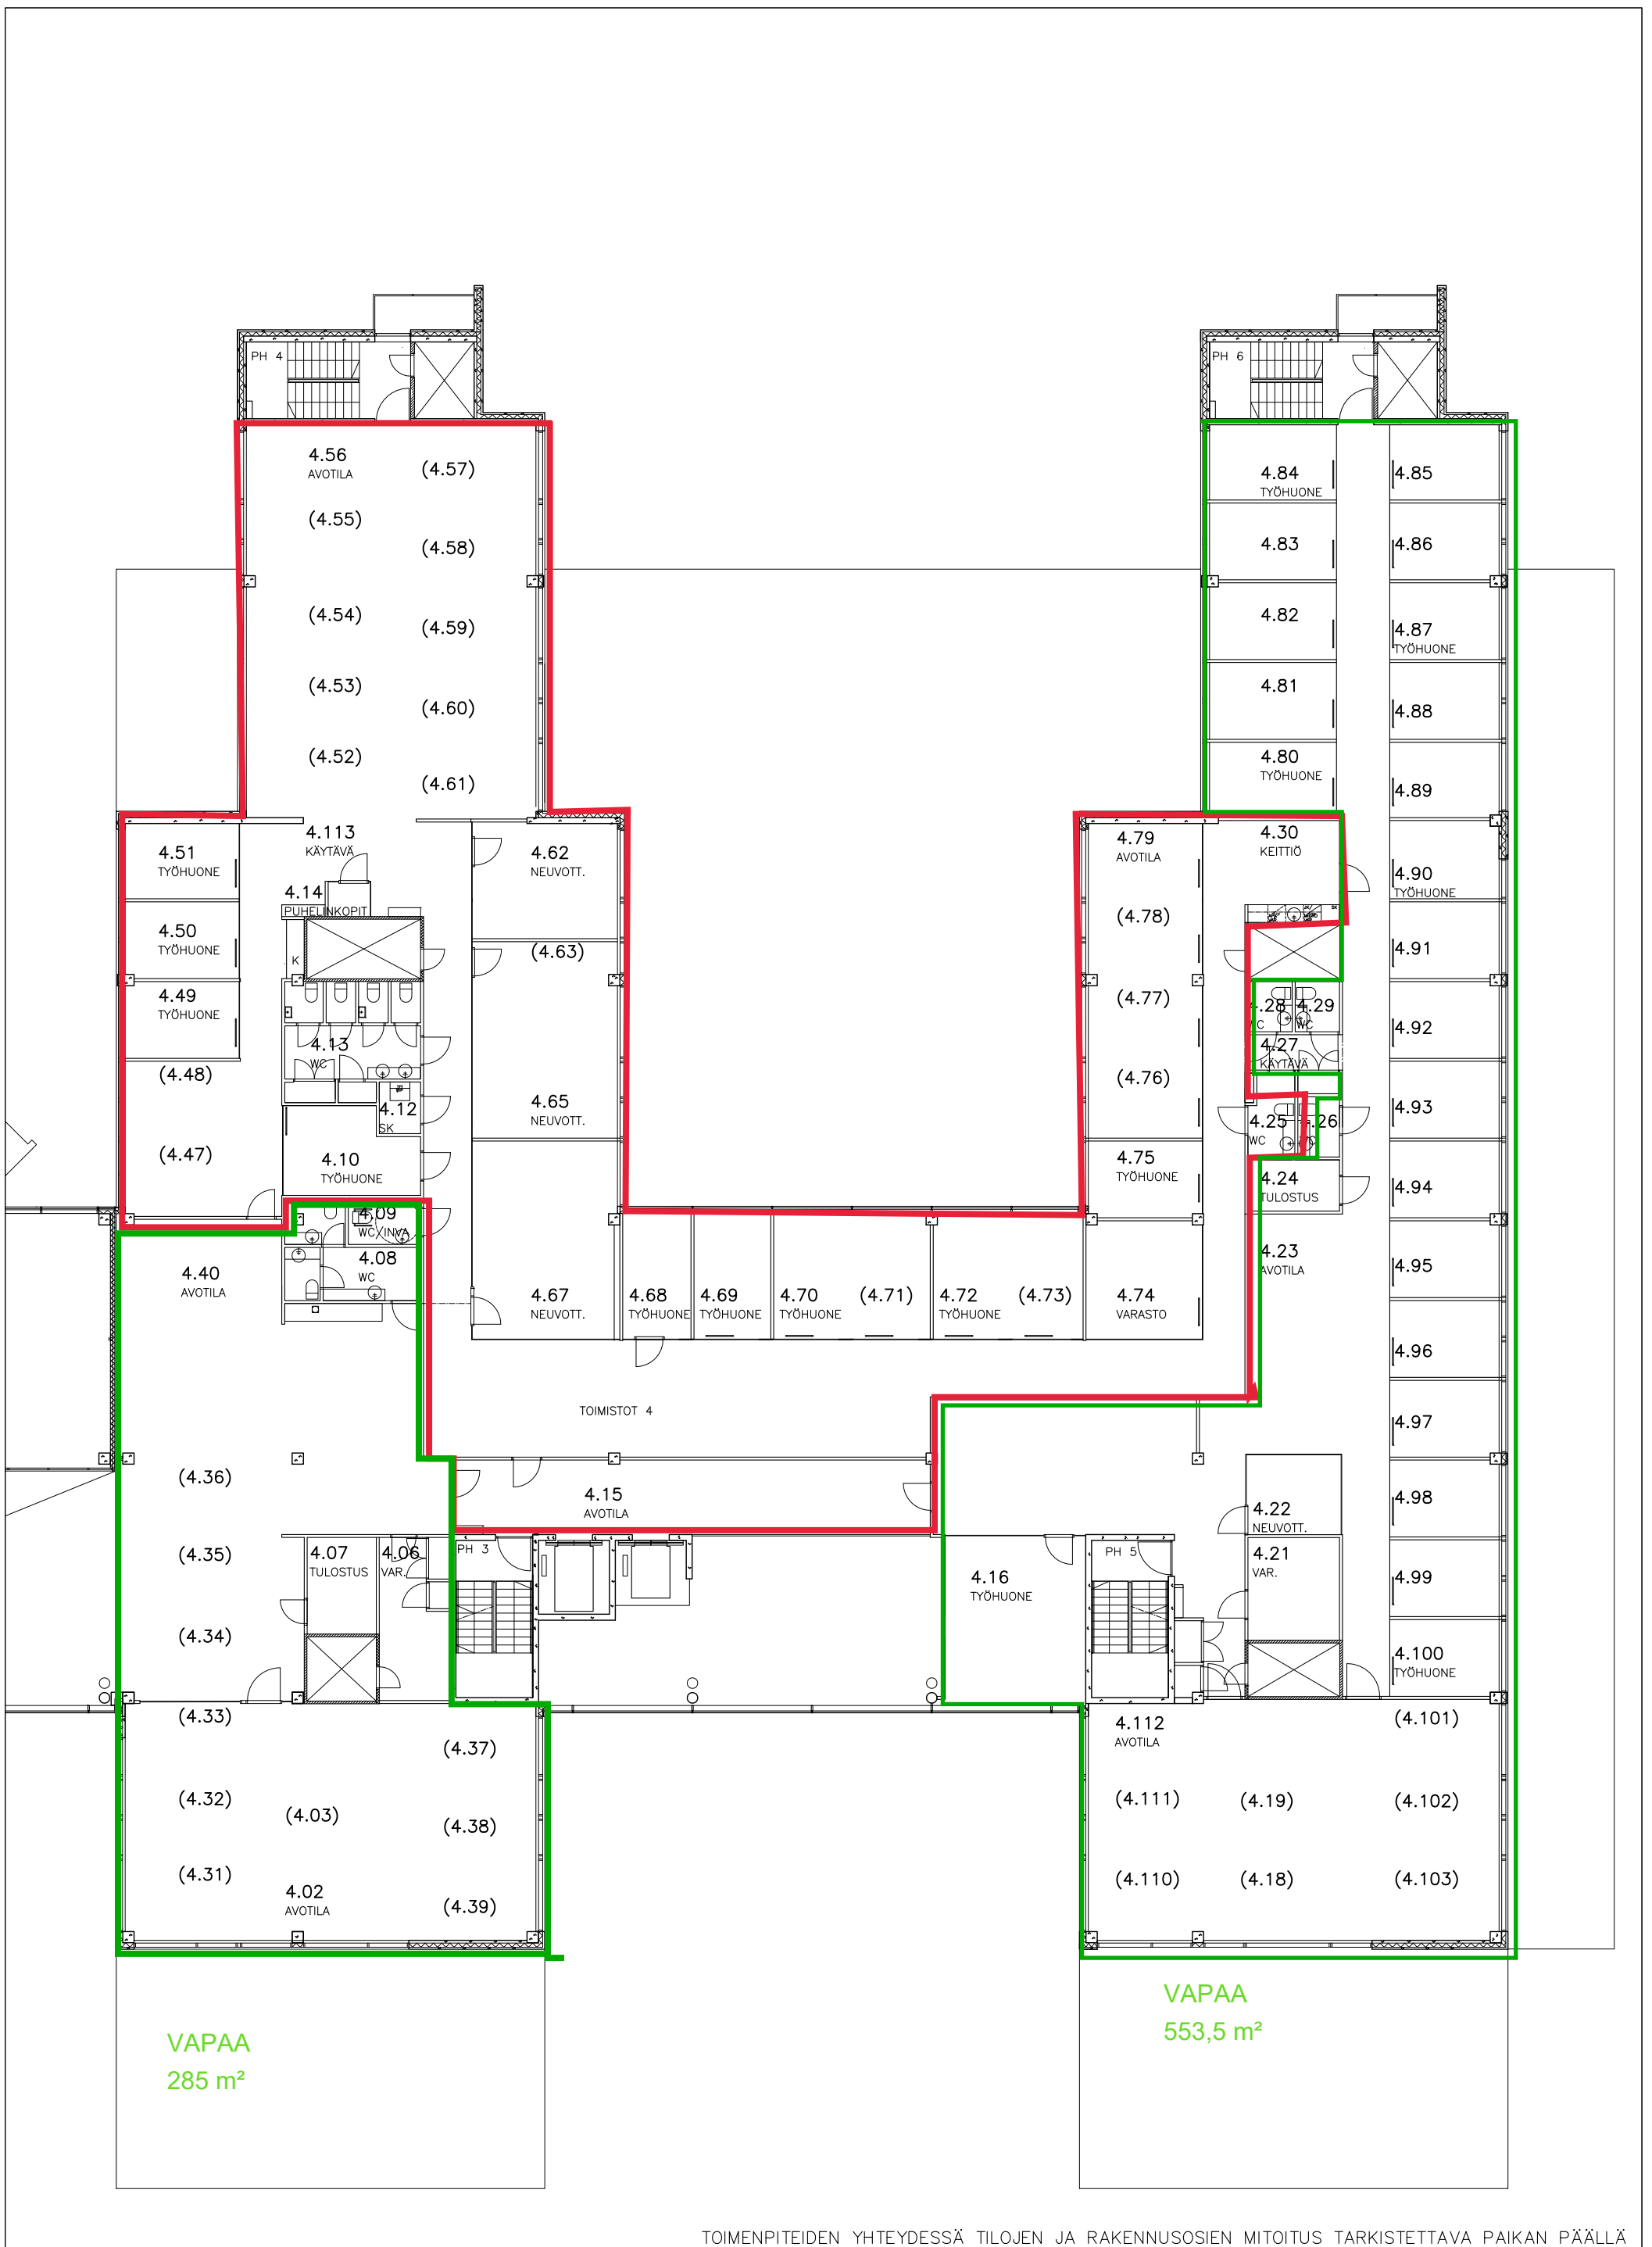 PH 4
PH 6
4.56
AVOTILA
(4.57)
(4.55)
(4.58)
(4.54)
(4.59)
(4.53)
(4.60)
(4.52)
(4.61)
4.84
TYÖHUONE
4.85
4.83
4.86
4.82
4.87
TYÖHUONE
4.81
4.88
4.80
TYÖHUONE
4.89
4.113
KÄYTÄVÄ
4.51
TYÖHUONE
4.62
NEUVOTT.
4.79
AVOTILA
4.30
KEITTIÖ
4.14
PUHELINKOPIT
4.90
TYÖHUONE
4.50
TYÖHUONE
K
(4.63)
(4.78)
4.91
4.49
TYÖHUONE
(4.77)
4.28
WC
4.29
WC
4.92
4.13
WC
4.27
KÄYTÄVÄ
(4.48)
(4.76)
4.12
SK
4.65
NEUVOTT.
4.25
WC
4.26
WC
4.93
(4.47)
4.10
TYÖHUONE
4.75
TYÖHUONE
4.24
TULOSTUS
4.94
4.09
WC/INVA
4.08
WC
4.23
AVOTILA
4.40
AVOTILA
4.95
4.67
NEUVOTT.
4.68
TYÖHUONE
4.69
TYÖHUONE
4.70
TYÖHUONE
(4.71)
4.72
TYÖHUONE
(4.73)
4.74
VARASTO
4.96
TOIMISTOT 4
4.97
(4.36)
4.15
AVOTILA
4.22
NEUVOTT.
4.98
(4.35)
4.07
TULOSTUS
4.06
VAR.
PH 3
4.16
TYÖHUONE
PH 5
4.21
VAR.
4.99
(4.34)
4.100
TYÖHUONE
(4.33)
(4.37)
4.112
AVOTILA
(4.101)
(4.32)
(4.03)
(4.38)
(4.111)
(4.19)
(4.102)
(4.31)
4.02
AVOTILA
(4.39)
(4.110)
(4.18)
(4.103)
VAPAA
553,5 m²
VAPAA
285 m²
TOIMENPITEIDEN YHTEYDESSÄ TILOJEN JA RAKENNUSOSIEN MITOITUS TARKISTETTAVA PAIKAN PÄÄLLÄ